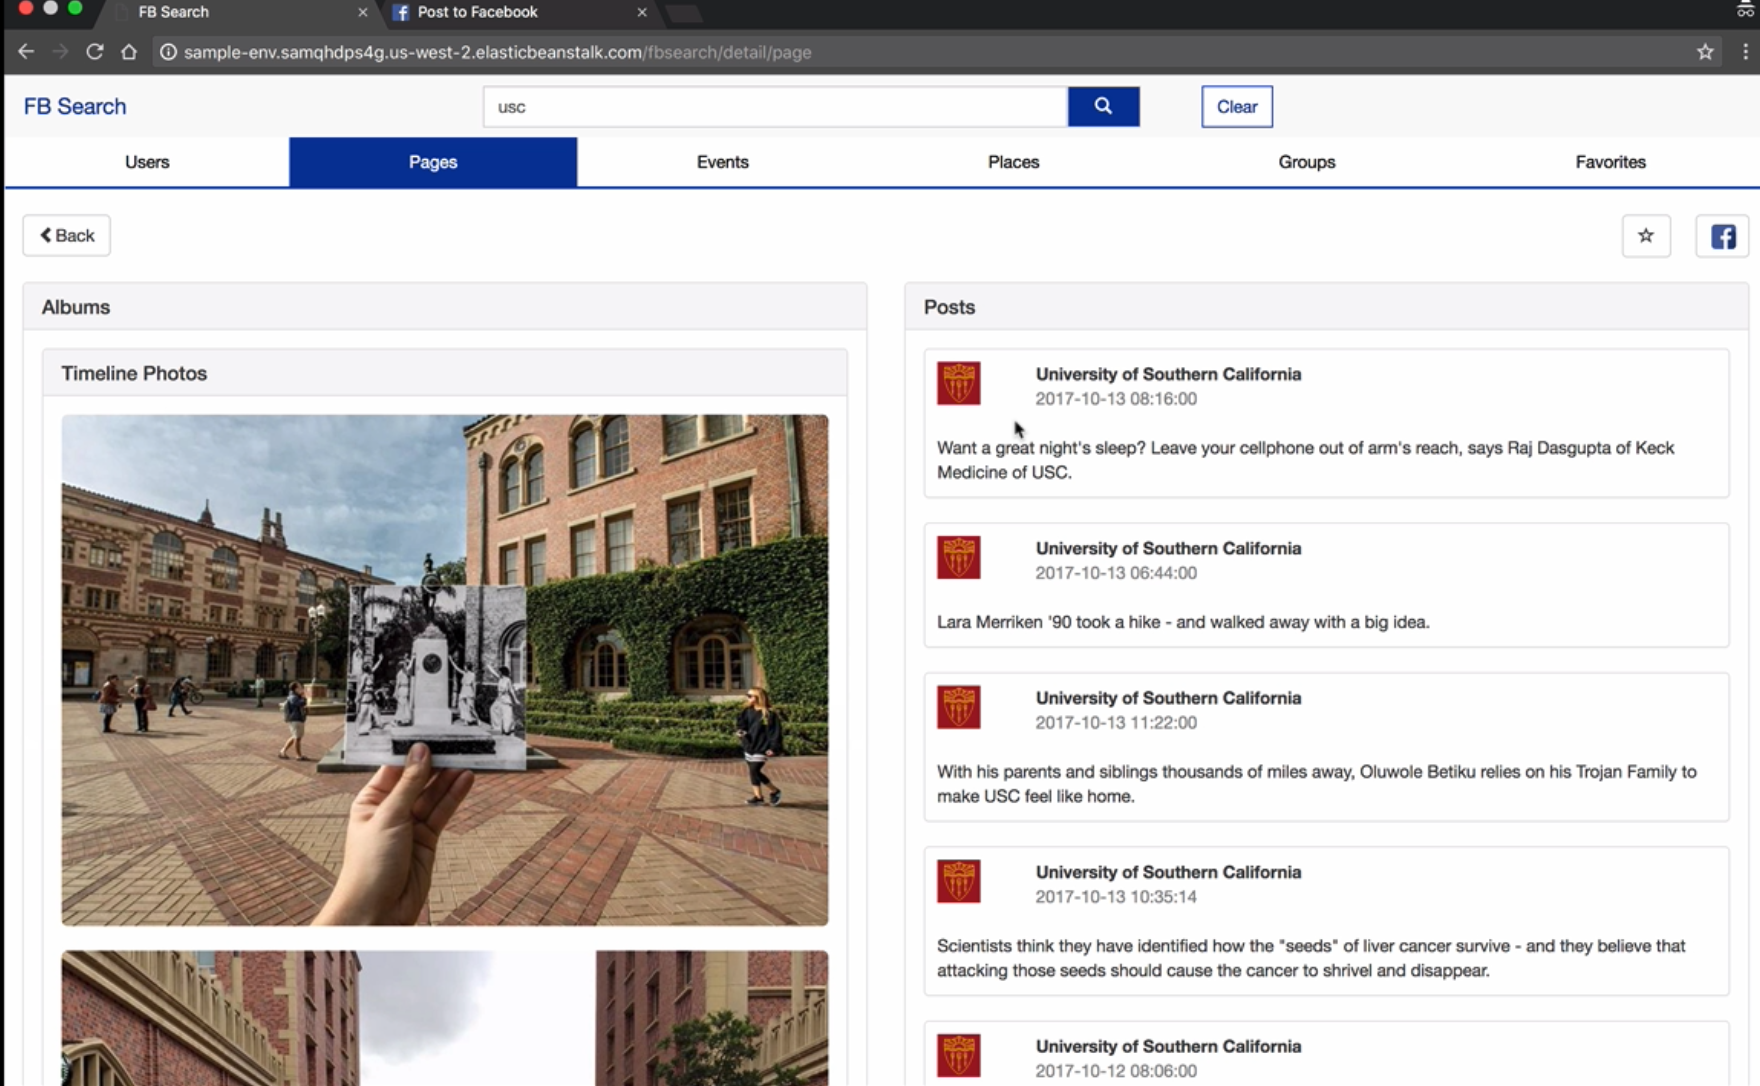 FB Search
Post to Facebook
sample-env.samqhdps4g.us-west-2.elasticbeanstalk.com/fbsearch/detail/page
FB Search
usc
Clear
Users
Pages
Events
Places
Groups
Favorites
Back
Albums
Timeline Photos
Posts
University of Southern California
2017-10-13 08:16:00
Want a great night's sleep? Leave your cellphone out of arm's reach, says Raj Dasgupta of Keck
Medicine of USC.
University of Southern California
2017-10-13 06:44:00
Lara Merriken '90 took a hike - and walked away with a big idea.
University of Southern California
2017-10-13 11:22:00
With his parents and siblings thousands of miles away, Oluwole Betiku relies on his Trojan Family to
make USC feel like home.
University of Southern California
2017-10-13 10:35:14
Scientists think they have identified how the "seeds" of liver cancer survive - and they believe that
attacking those seeds should cause the cancer to shrivel and disappear.
University of Southern California
2017-10-12 08:06:00